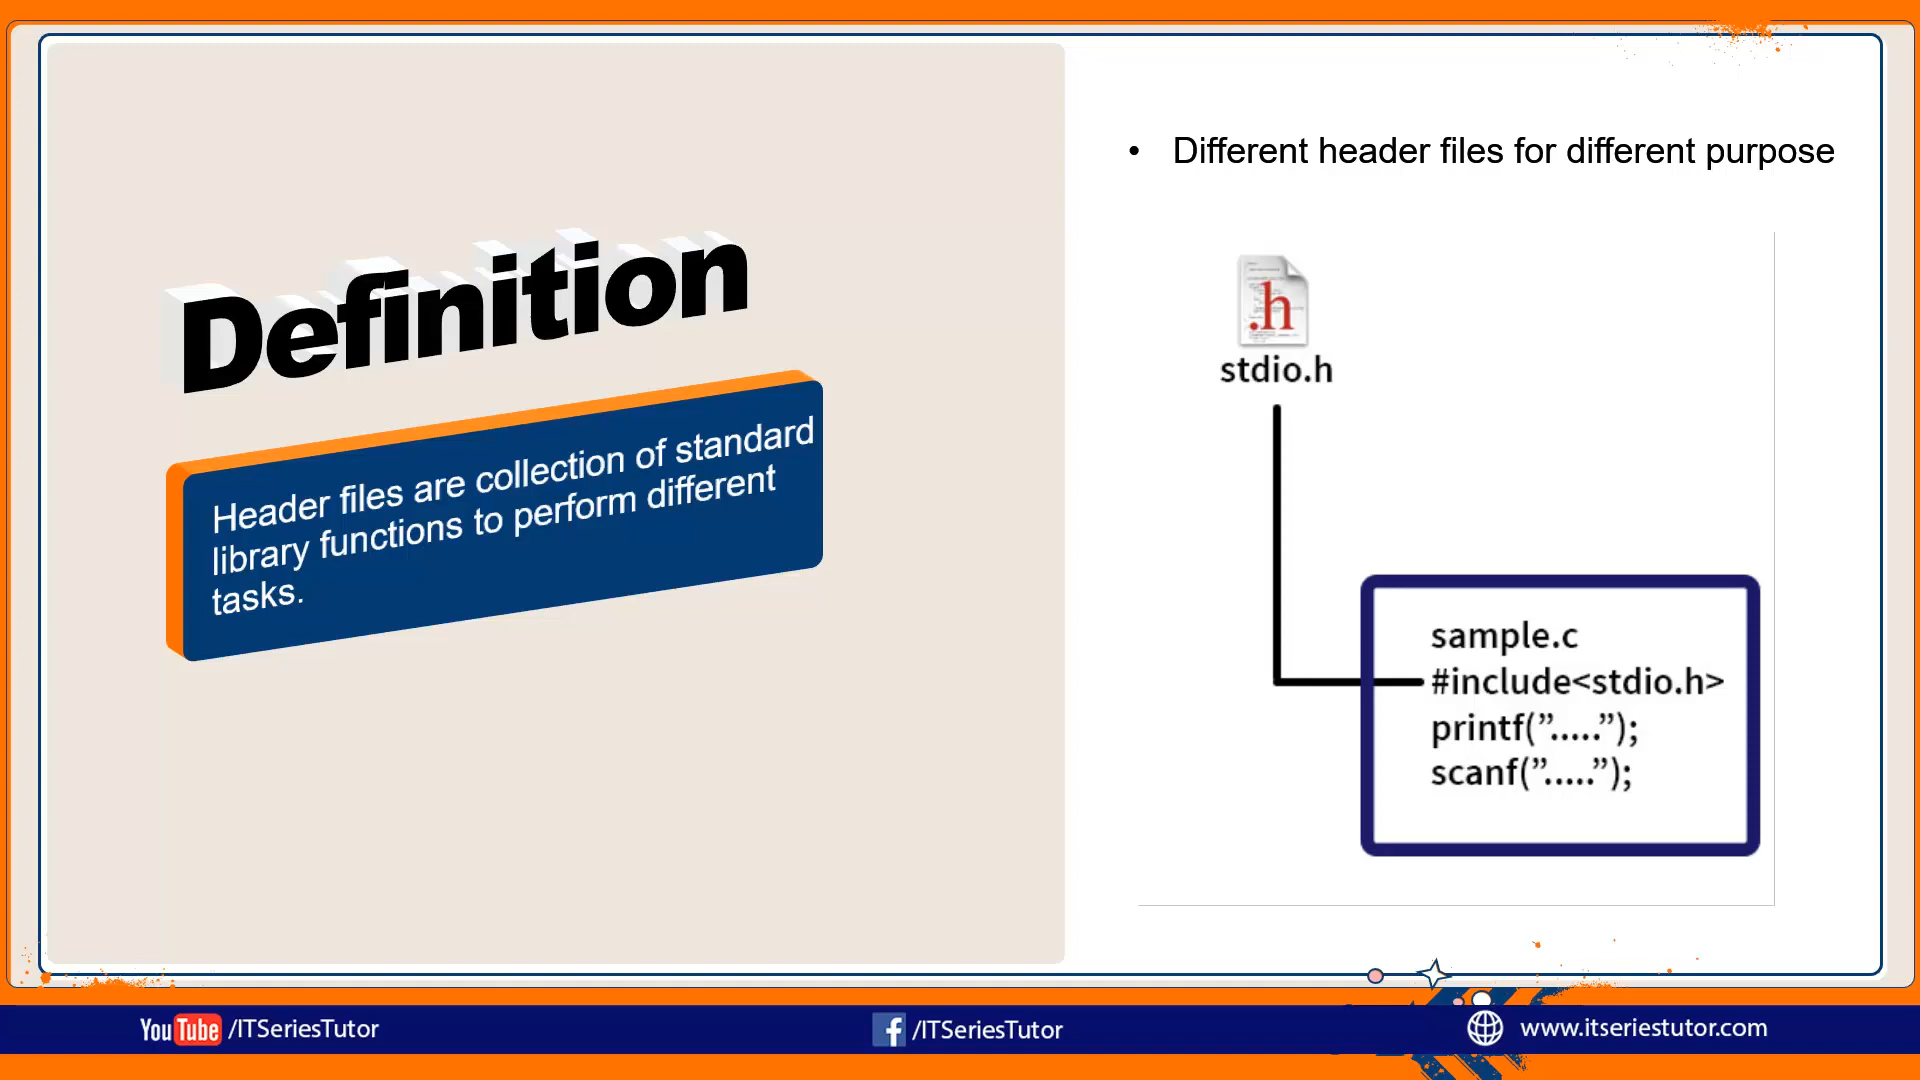 Definition
Header files are collection of standard
library functions to perform different
tasks.
• Different header files for different purpose
.h
stdio.h
sample.c
#include<stdio.h>
printf(”.....”);
scanf(”.....”);
YouTube /ITSeriesTutor
f /ITSeriesTutor
www.itseriestutor.com